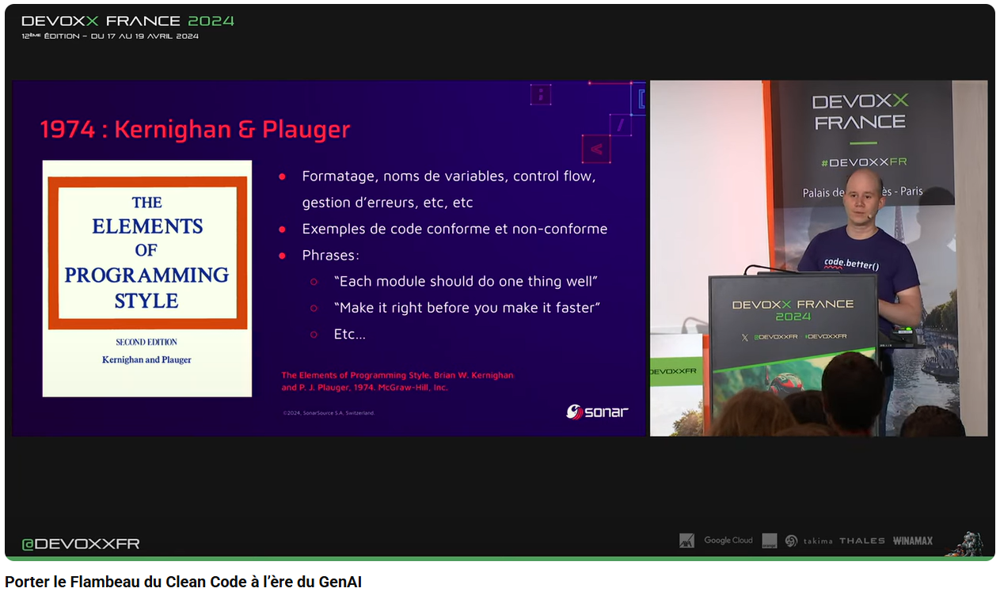 DEVOXX FRANCE 2024
12ÈME ÉDITION – DU 17 AU 19 AVRIL 2024
1974 : Kernighan & Plauger
THE
ELEMENTS
OF
PROGRAMMING
STYLE
SECOND EDITION
Kernighan and Plauger
● Formatage, noms de variables, control flow,
gestion d’erreurs, etc, etc
● Exemples de code conforme et non-conforme
● Phrases:
○ “Each module should do one thing well”
○ “Make it right before you make it faster”
○ Etc...
The Elements of Programming Style. Brian W. Kernighan
and P. J. Plauger, 1974. McGraw-Hill, Inc.
©2024, SonarSource S.A, Switzerland.
sonar
;
/
<
[
DEVOXX
FRANCE
#DEVOXXFR
Palais de ès - Paris
code.better()
DEVOXX FRANCE
2024
X @DEVOXXFR #DEVOXXFR
DEVOXXFR
@DEVOXXFR
AXA Google Cloud orange takima THALES WINAMAX
Porter le Flambeau du Clean Code à l’ère du GenAI